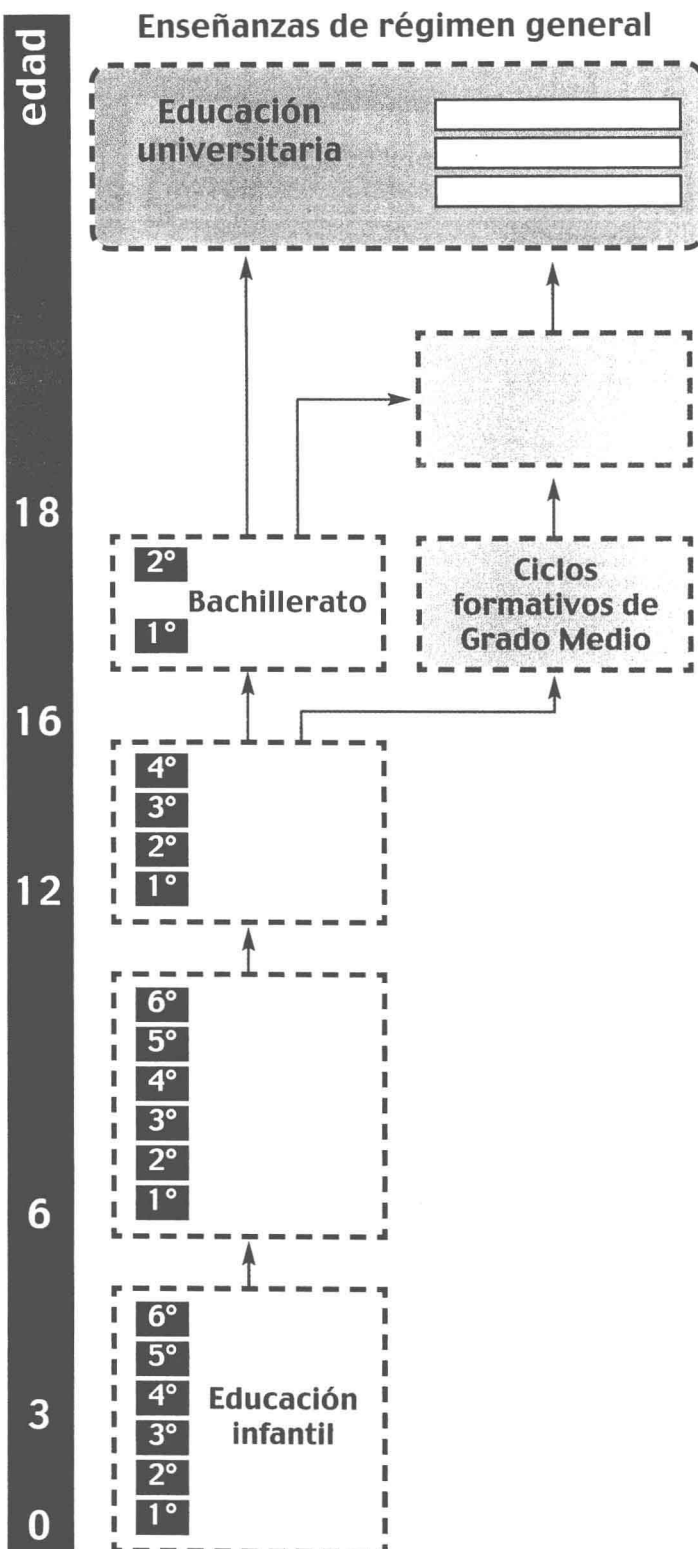 Enseñanzas de régimen general
edad
Educación
universitaria
18
2°
Bachillerato
1°
Ciclos
formativos de
Grado Medio
16
4°
3°
2°
1°
12
6°
5°
4°
3°
2°
1°
6
6°
5°
4°
Educación
infantil
3
3°
2°
1°
0